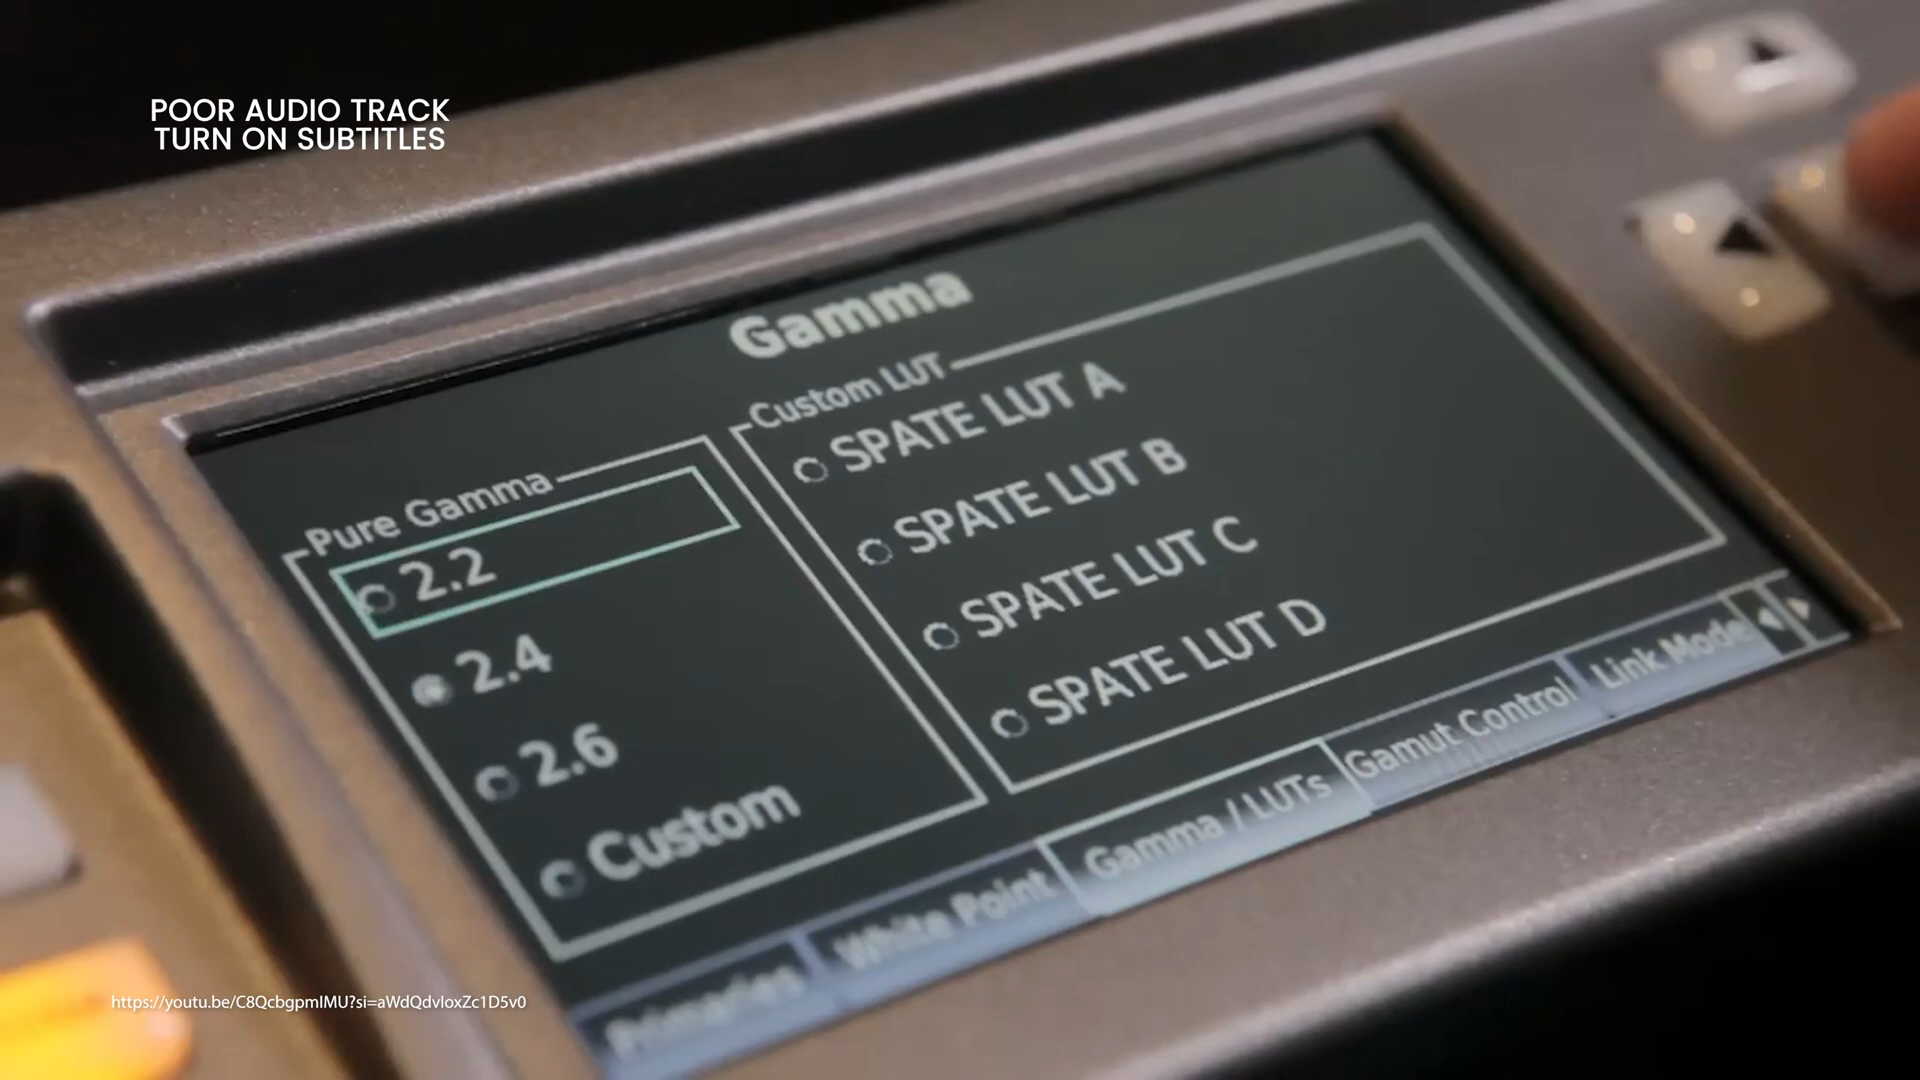 POOR AUDIO TRACK
TURN ON SUBTITLES
Gamma
Pure Gamma
2.2
2.4
2.6
Custom
Custom LUT
SPATE LUT A
SPATE LUT B
SPATE LUT C
SPATE LUT D
Primaries
White Point
Gamma / LUTs
Gamut Control
Link Mode
https://youtu.be/C8QcbgpmIMU?si=aWdQdvIoxZc1D5v0